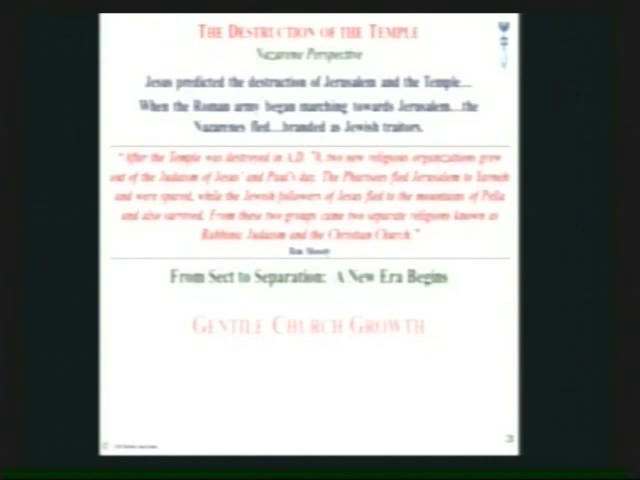 THE DESTRUCTION OF THE TEMPLE
Nazarene Perspective
Jesus predicted the destruction of Jerusalem and the Temple...
When the Roman army began marching towards Jerusalem...the
Nazarenes fled...branded as Jewish traitors.
"After the Temple was destroyed in A.D. two new religious organizations grew
out of the Judaism of Jesus' and Paul's day. The Pharisees fled Jerusalem to
and were spared, while the Jewish followers of Jesus fled to the mountains of Pella
and also survived. From these two groups came two separate religions known as
Rabbinic Judaism and the Christian Church."
From Sect to Separation: A New Era Begins
GENTILE CHURCH GROWTH